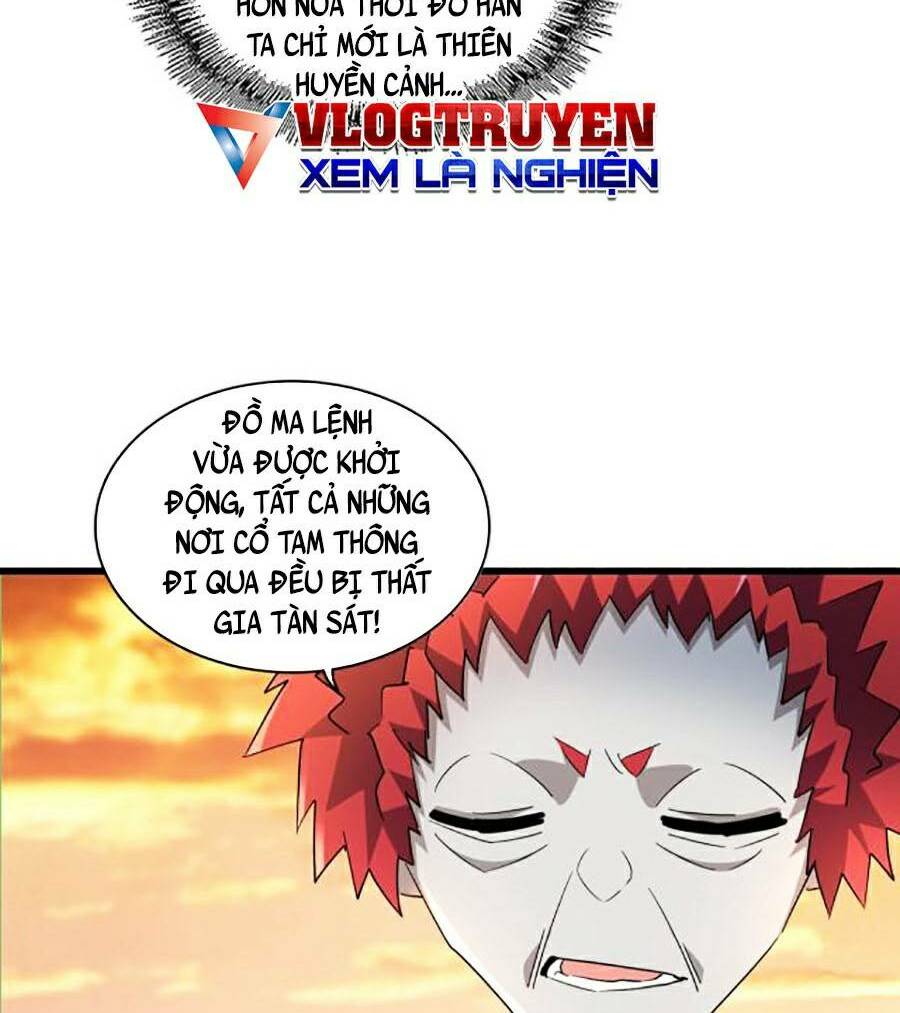 HƠN NỮA THỜI ĐÓ HẮN
TA CHỈ MỚI LÀ THIÊN
HUYỀN CẢNH...
VLOGTRUYEN
XEM LÀ NGHIỆN
ĐỒ MA LỆNH
VỪA ĐƯỢC KHỞI
ĐỘNG, TẤT CẢ NHỮNG
NƠI CỔ TAM THÔNG
ĐI QUA ĐỀU BỊ THẤT
GIA TÀN SÁT!